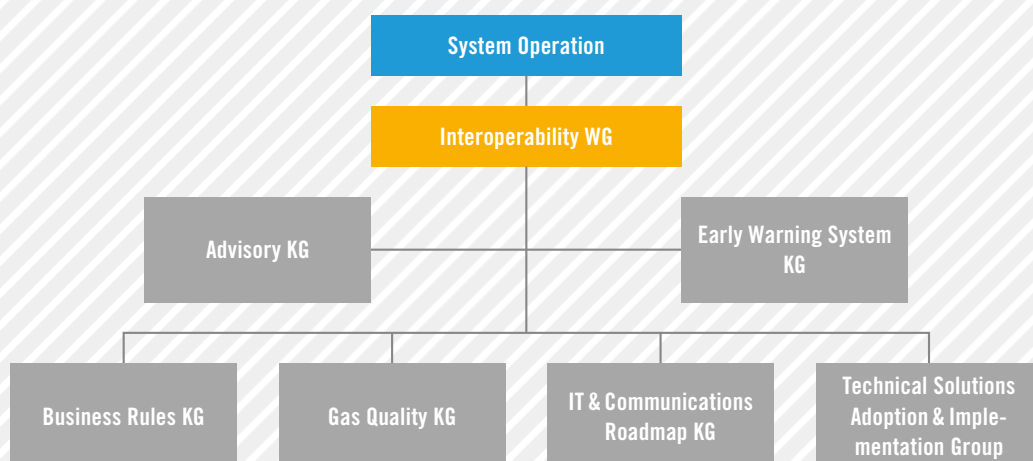 System Operation
Interoperability WG
Advisory KG
Early Warning System
KG
Business Rules KG
Gas Quality KG
IT & Communications
Roadmap KG
Technical Solutions
Adoption & Imple-
mentation Group